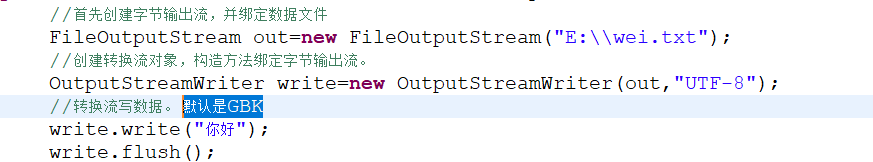 //首先创建字节输出流，并绑定数据文件
FileOutputStream out=new FileOutputStream("E:\\wei.txt");
//创建转换流对象，构造方法绑定字节输出流。
OutputStreamWriter write=new OutputStreamWriter(out,"UTF-8");
//转换流写数据。 默认是GBK
write.write("你好");
write.flush();